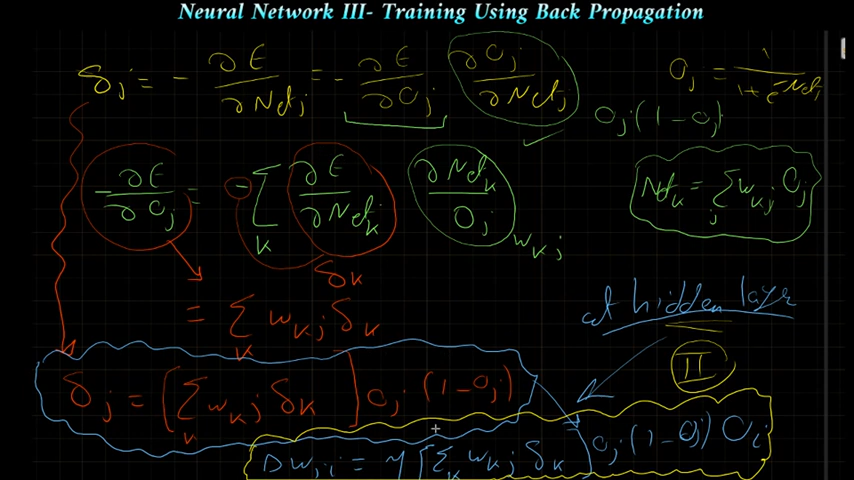 Neural Network III- Training Using Back Propagation
δj = - ∂E/∂Netj = - ∂E/∂Oj ∂Oj/∂Netj
Oj = 1/(1+e^-Netj)
Oj(1-Oj)
- ∂E/∂Oj = - Σk ∂E/∂Netk ∂Netk/Oj
Netk = Σj wkj Oj
wkj
δk
= Σk wkj δk
at hidden layer
II
δj = [Σk wkj δk] Oj (1-Oj)
Δwji = η [Σk wkj δk] Oj(1-Oj) Oi